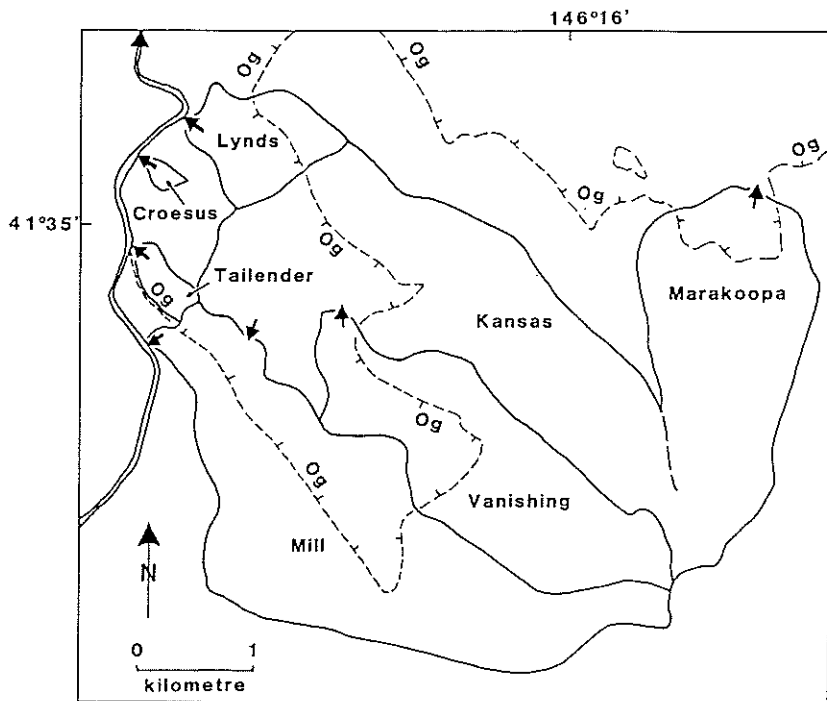 146°16'
Og
Og
Lynds
Og
Og
Croesus
41°35'
Og
Tailender
Marakoopa
Og
Kansas
Og
Og
Vanishing
Mill
N
0 1
kilometre